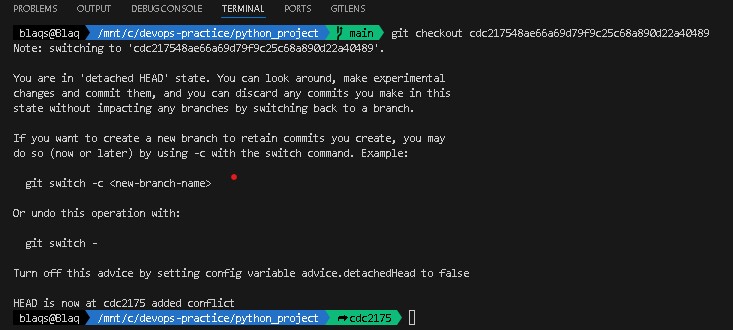 PROBLEMS OUTPUT DEBUG CONSOLE TERMINAL PORTS GITLENS
blaqs@Blaq /mnt/c/devops-practice/python_project main git checkout cdc217548ae66a69d79f9c25c68a890d22a40489
Note: switching to 'cdc217548ae66a69d79f9c25c68a890d22a40489'.
You are in 'detached HEAD' state. You can look around, make experimental
changes and commit them, and you can discard any commits you make in this
state without impacting any branches by switching back to a branch.
If you want to create a new branch to retain commits you create, you may
do so (now or later) by using -c with the switch command. Example:
git switch -c <new-branch-name>
Or undo this operation with:
git switch -
Turn off this advice by setting config variable advice.detachedHead to false
HEAD is now at cdc2175 added conflict
blaqs@Blaq /mnt/c/devops-practice/python_project cdc2175